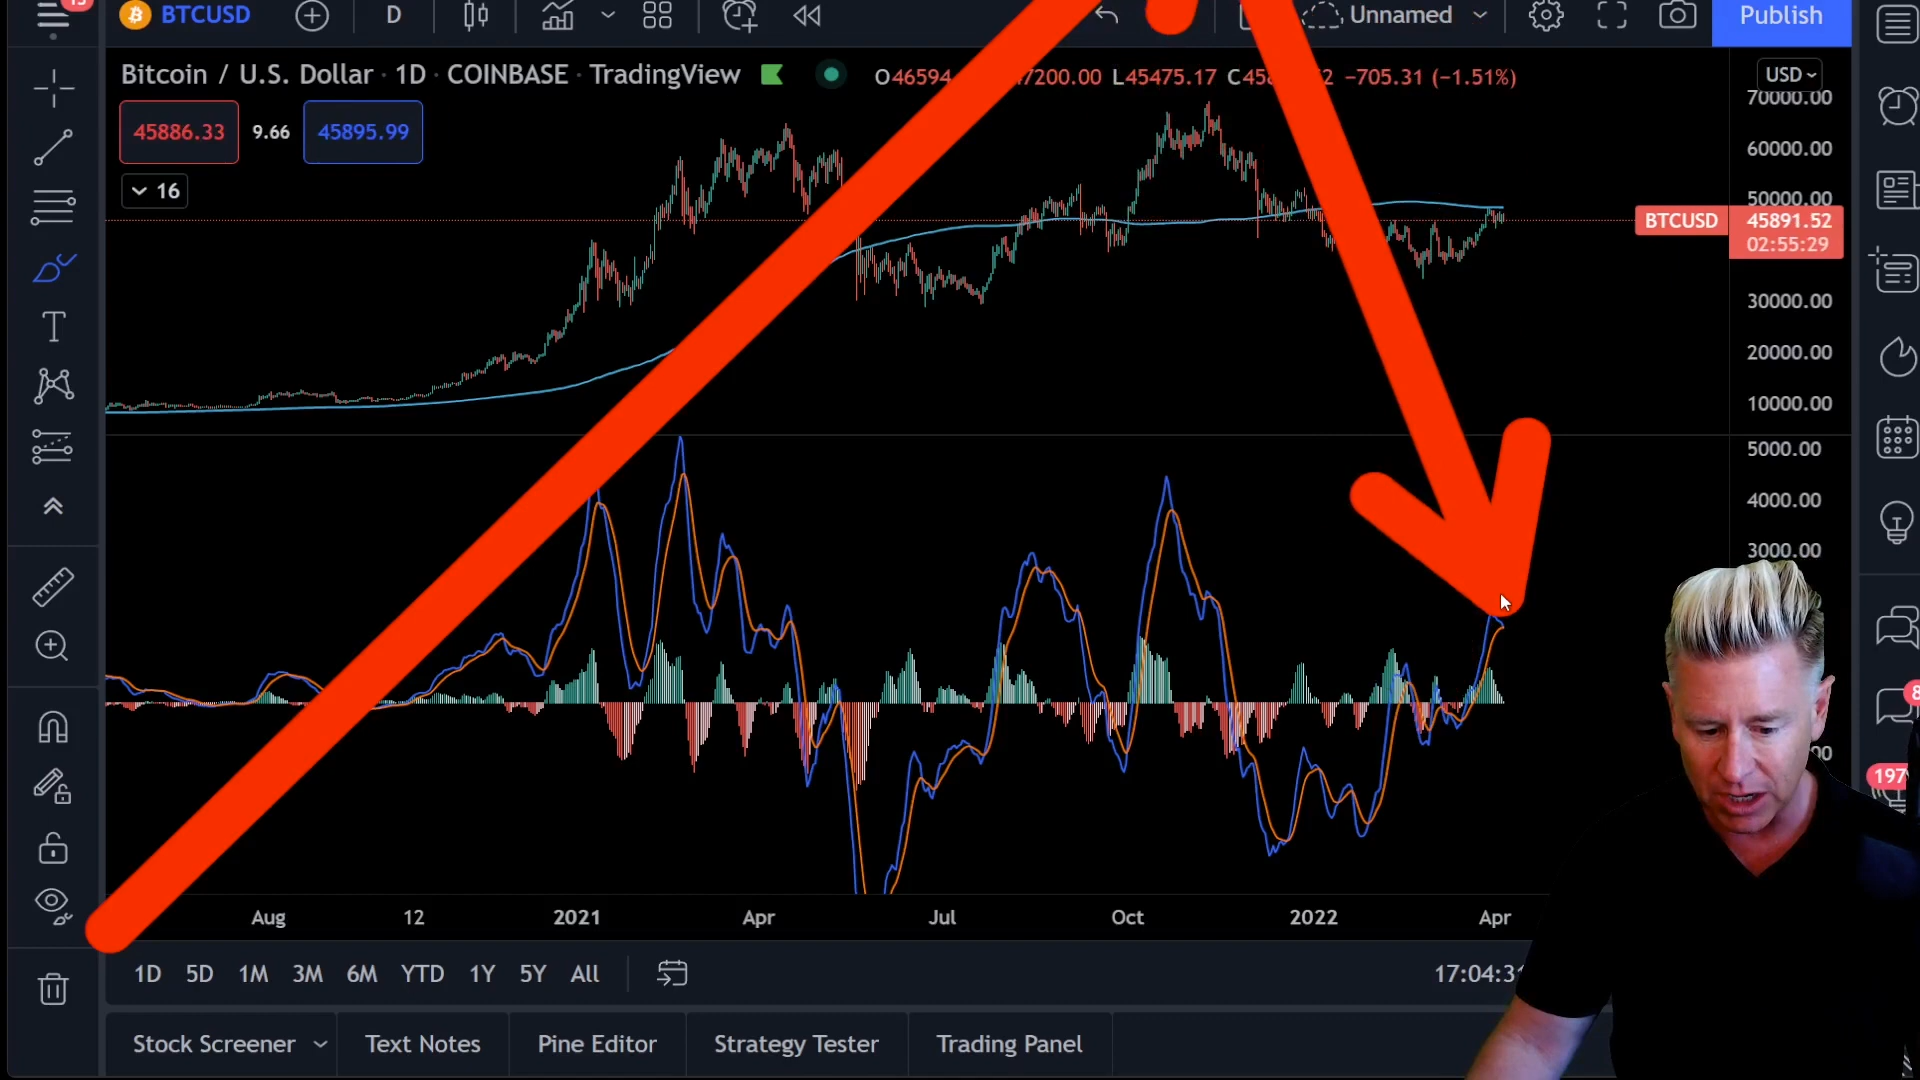 BTCUSD
D
Unnamed
Publish
Bitcoin / U.S. Dollar · 1D · COINBASE · TradingView
O46594
7200.00 L45475.17 C458
2 −705.31 (−1.51%)
USD
45886.33
9.66
45895.99
16
70000.00
60000.00
50000.00
BTCUSD
45891.52
02:55:29
30000.00
20000.00
10000.00
5000.00
4000.00
3000.00
197
Aug
12
2021
Apr
Jul
Oct
2022
Apr
1D
5D
1M
3M
6M
YTD
1Y
5Y
All
17:04:3
Stock Screener
Text Notes
Pine Editor
Strategy Tester
Trading Panel